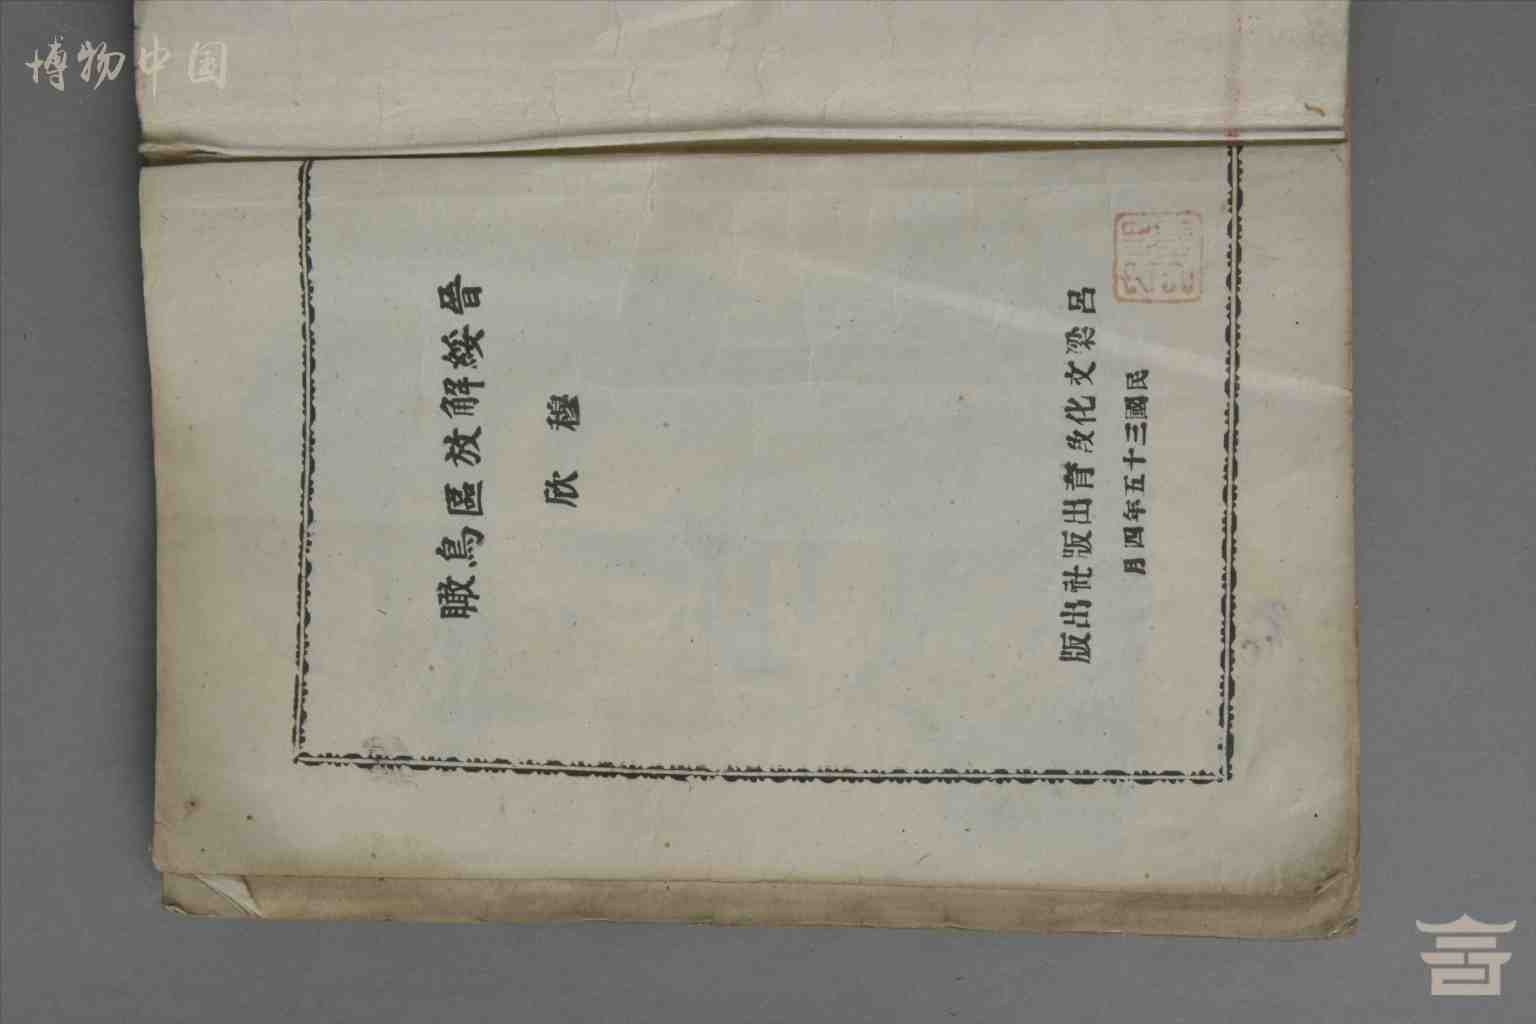 博物中国
晉綏解放區鳥瞰
穆欣
呂梁文化教育出版社出版
民國三十五年四月